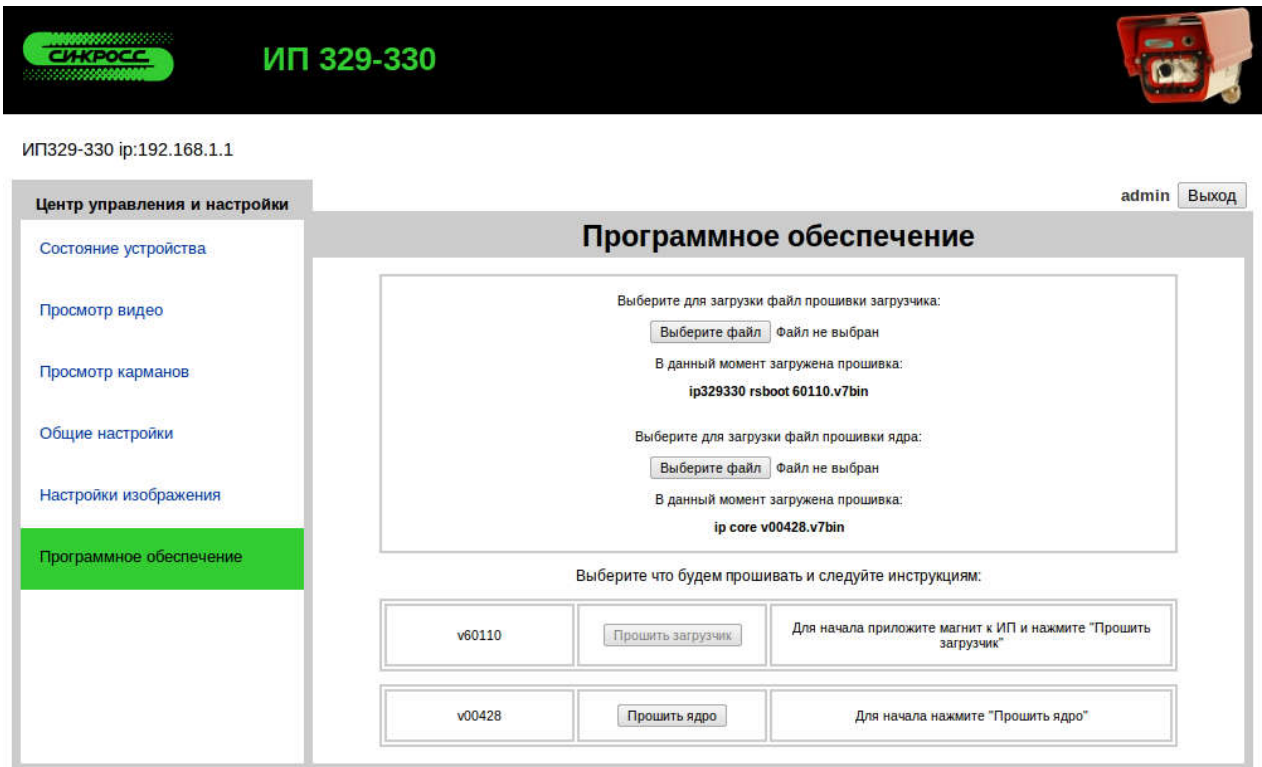 СИНКРОСС
ИП 329-330
ИП329-330 ip:192.168.1.1
admin Выход
Центр управления и настройки
Состояние устройства
Просмотр видео
Просмотр карманов
Общие настройки
Настройки изображения
Программное обеспечение
Программное обеспечение
Выберите для загрузки файл прошивки загрузчика:
Выберите файл Файл не выбран
В данный момент загружена прошивка:
ip329330 rsboot 60110.v7bin
Выберите для загрузки файл прошивки ядра:
Выберите файл Файл не выбран
В данный момент загружена прошивка:
ip core v00428.v7bin
Выберите что будем прошивать и следуйте инструкциям:
v60110 Прошить загрузчик Для начала приложите магнит к ИП и нажмите "Прошить
загрузчик"
v00428 Прошить ядро Для начала нажмите "Прошить ядро"